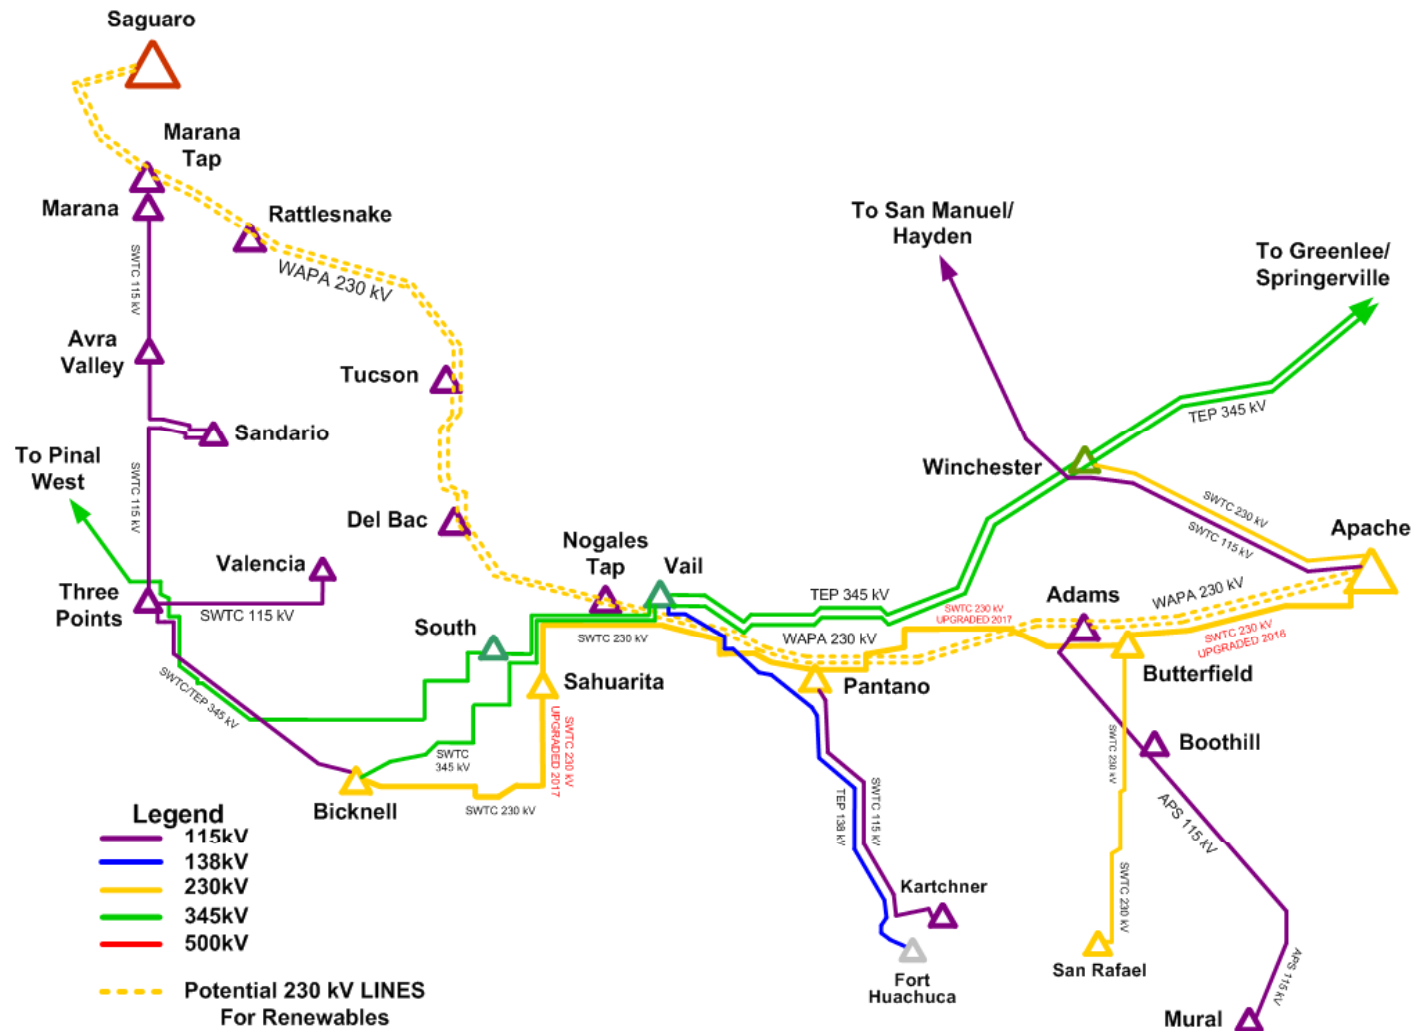 Saguaro
Marana
Tap
Marana
Rattlesnake
WAPA 230 kV
SWTC 115 kV
To San Manuel/
Hayden
To Greenlee/
Springerville
Avra
Valley
Tucson
TEP 345 kV
Sandario
To Pinal
West
SWTC 115 kV
Winchester
SWTC 230 kV
SWTC 115 kV
Apache
Del Bac
Nogales
Tap
Vail
Valencia
Three
Points
SWTC 115 kV
TEP 345 kV
SWTC 230 kV
UPGRADED 2017
Adams
WAPA 230 kV
South
SWTC 230 kV
WAPA 230 kV
SWTC 230 kV
UPGRADED 2016
Sahuarita
Pantano
Butterfield
SWTC/TEP 345 kV
SWTC
345 kV
SWTC 230 kV
UPGRADED 2017
SWTC 230 kV
Boothill
Bicknell
SWTC 230 kV
TEP 138 kV
SWTC 115 kV
APS 115 kV
Legend
115kV
138kV
230kV
345kV
500kV
Potential 230 kV LINES
For Renewables
Kartchner
SWTC 230 kV
Fort
Huachuca
San Rafael
APS 115 kV
Mural